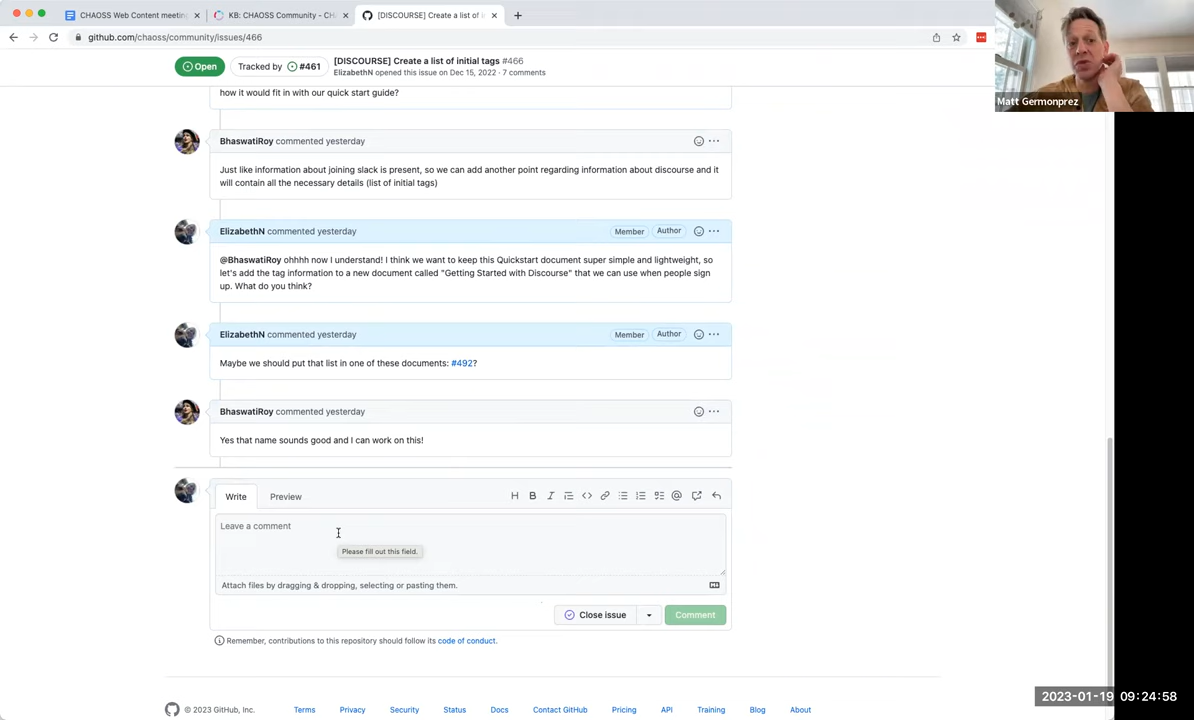 CHAOSS Web Content meeting
KB: CHAOSS Community - CH
[DISCOURSE] Create a list of i
github.com/chaoss/community/issues/466
Open
Tracked by #461
[DISCOURSE] Create a list of initial tags #466
ElizabethN opened this issue on Dec 15, 2022 · 7 comments
Matt Germonprez
how it would fit in with our quick start guide?
BhaswatiRoy commented yesterday
Just like information about joining slack is present, so we can add another point regarding information about discourse and it
will contain all the necessary details (list of initial tags)
ElizabethN commented yesterday
Member
Author
@BhaswatiRoy ohhhh now I understand! I think we want to keep this Quickstart document super simple and lightweight, so
let's add the tag information to a new document called "Getting Started with Discourse" that we can use when people sign
up. What do you think?
ElizabethN commented yesterday
Member
Author
Maybe we should put that list in one of these documents: #492?
BhaswatiRoy commented yesterday
Yes that name sounds good and I can work on this!
Write
Preview
Leave a comment
Please fill out this field.
Attach files by dragging & dropping, selecting or pasting them.
Close issue
Comment
Remember, contributions to this repository should follow its code of conduct.
2023-01-19 09:24:58
© 2023 GitHub, Inc.
Terms
Privacy
Security
Status
Docs
Contact GitHub
Pricing
API
Training
Blog
About